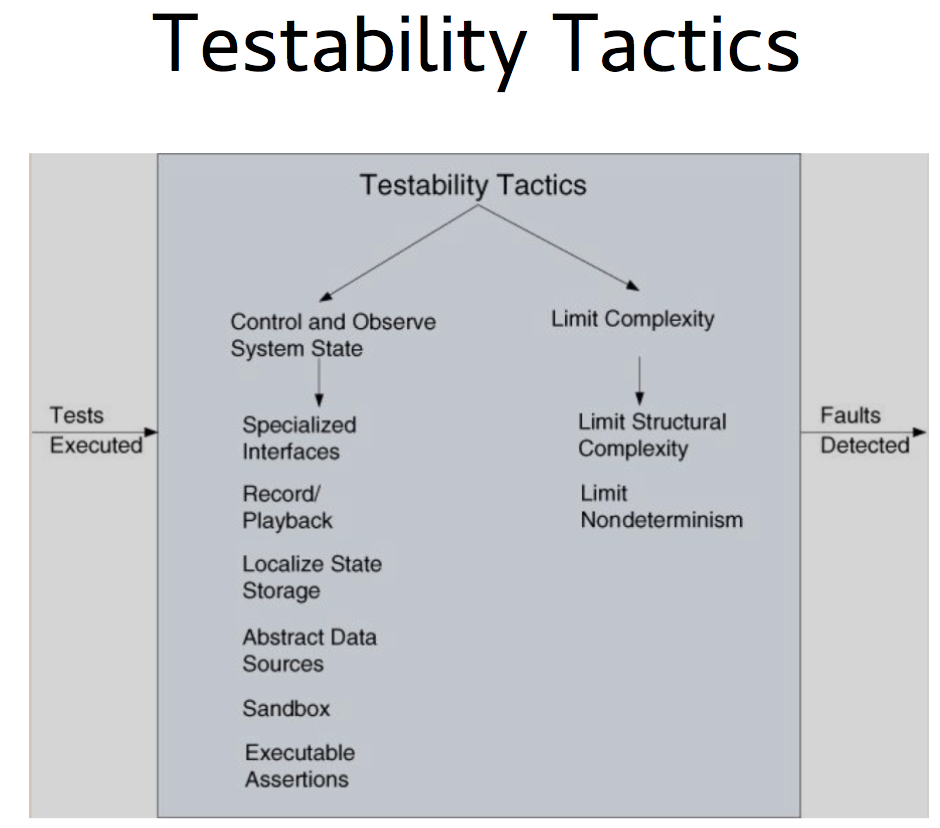 Testability Tactics
Testability Tactics
Control and Observe
System State
Limit Complexity
Tests
Executed
Specialized
Interfaces
Record/
Playback
Localize State
Storage
Abstract Data
Sources
Sandbox
Executable
Assertions
Limit Structural
Complexity
Limit
Nondeterminism
Faults
Detected